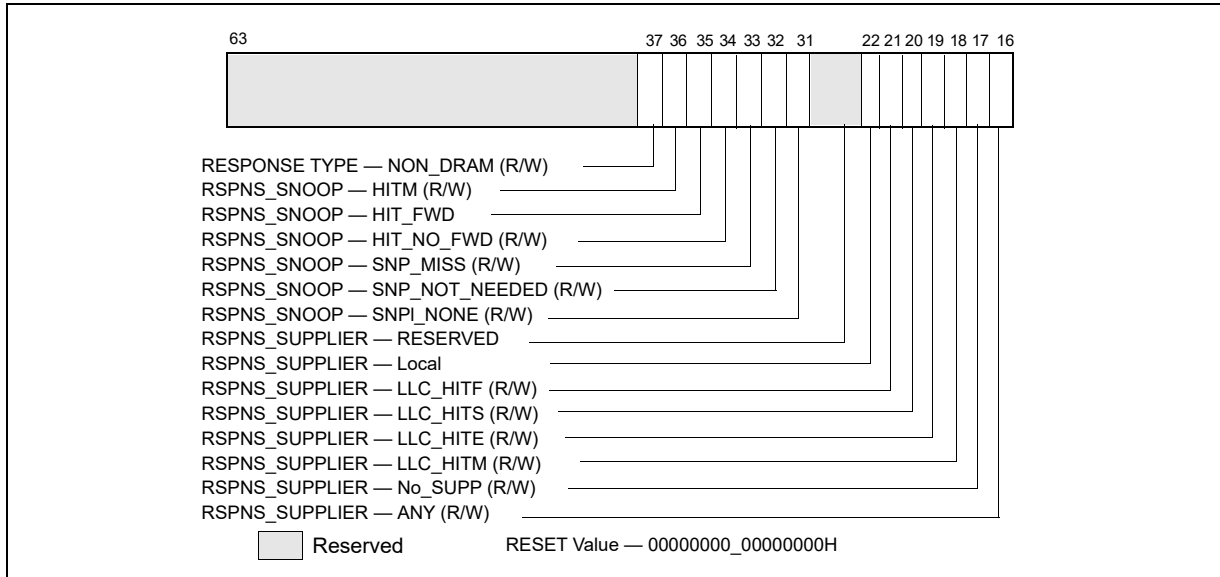 63 37 36 35 34 33 32 31 22 21 20 19 18 17 16
RESPONSE TYPE — NON_DRAM (R/W)
RSPNS_SNOOP — HITM (R/W)
RSPNS_SNOOP — HIT_FWD
RSPNS_SNOOP — HIT_NO_FWD (R/W)
RSPNS_SNOOP — SNP_MISS (R/W)
RSPNS_SNOOP — SNP_NOT_NEEDED (R/W)
RSPNS_SNOOP — SNPI_NONE (R/W)
RSPNS_SUPPLIER — RESERVED
RSPNS_SUPPLIER — Local
RSPNS_SUPPLIER — LLC_HITF (R/W)
RSPNS_SUPPLIER — LLC_HITS (R/W)
RSPNS_SUPPLIER — LLC_HITE (R/W)
RSPNS_SUPPLIER — LLC_HITM (R/W)
RSPNS_SUPPLIER — No_SUPP (R/W)
RSPNS_SUPPLIER — ANY (R/W)
Reserved RESET Value — 00000000_00000000H